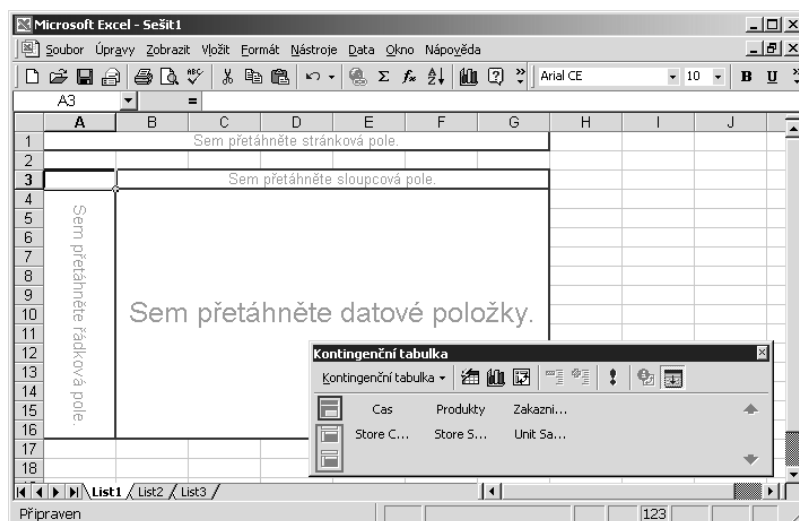 Microsoft Excel - Sešit1
Soubor Úpravy Zobrazit Vložit Formát Nástroje Data Okno Nápověda
Arial CE 10 B U
A3 =
A B C D E F G H I J
1 Sem přetáhněte stránková pole.
2
3 Sem přetáhněte sloupcová pole.
4
5
6
7
8
9
10
11
12
13
14
15
16
17
18
Sem přetáhněte řádková pole.
Sem přetáhněte datové položky.
Kontingenční tabulka
Kontingenční tabulka
Cas Produkty Zakazni...
Store C... Store S... Unit Sa...
List1 List2 List3
Připraven 123